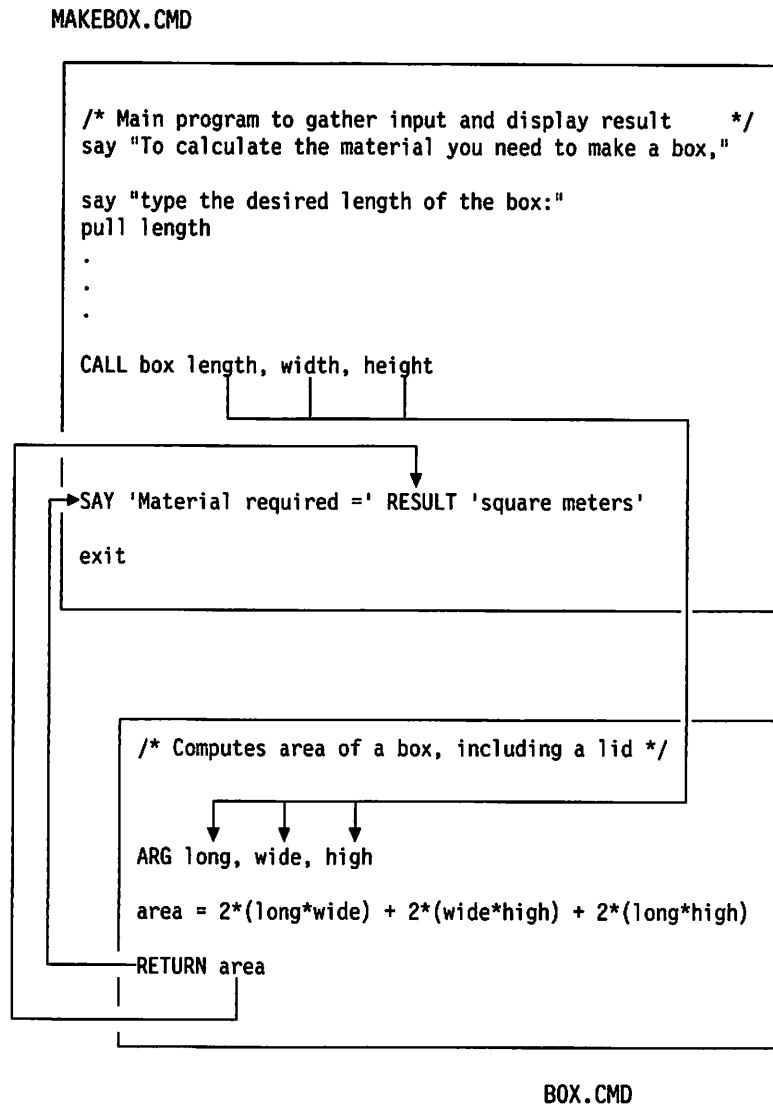 MAKEBOX.CMD
/* Main program to gather input and display result */
say "To calculate the material you need to make a box,"
say "type the desired length of the box:"
pull length
.
.
.
CALL box length, width, height
SAY 'Material required =' RESULT 'square meters'
exit
/* Computes area of a box, including a lid */
ARG long, wide, high
area = 2*(long*wide) + 2*(wide*high) + 2*(long*high)
RETURN area
BOX.CMD